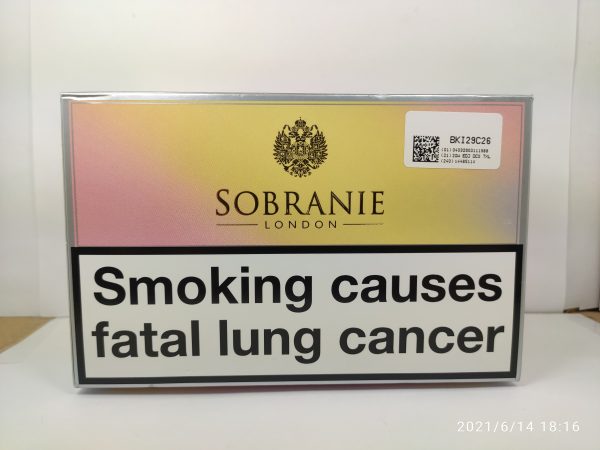 BKI29C26
SOBRANIE
LONDON
Smoking causes
fatal lung cancer
2021/6/14 18:16